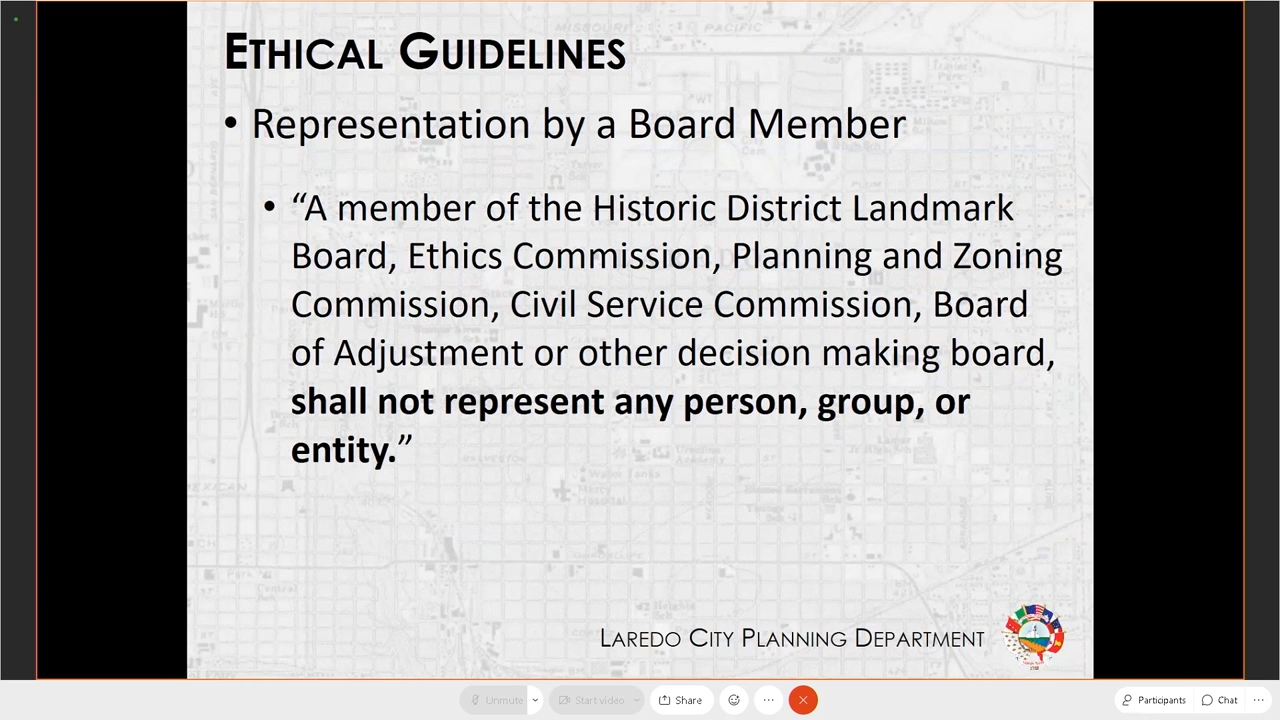 ETHICAL GUIDELINES
• Representation by a Board Member
• “A member of the Historic District Landmark
Board, Ethics Commission, Planning and Zoning
Commission, Civil Service Commission, Board
of Adjustment or other decision making board,
shall not represent any person, group, or
entity.”
LAREDO CITY PLANNING DEPARTMENT
Unmute
Start video
Share
Participants
Chat